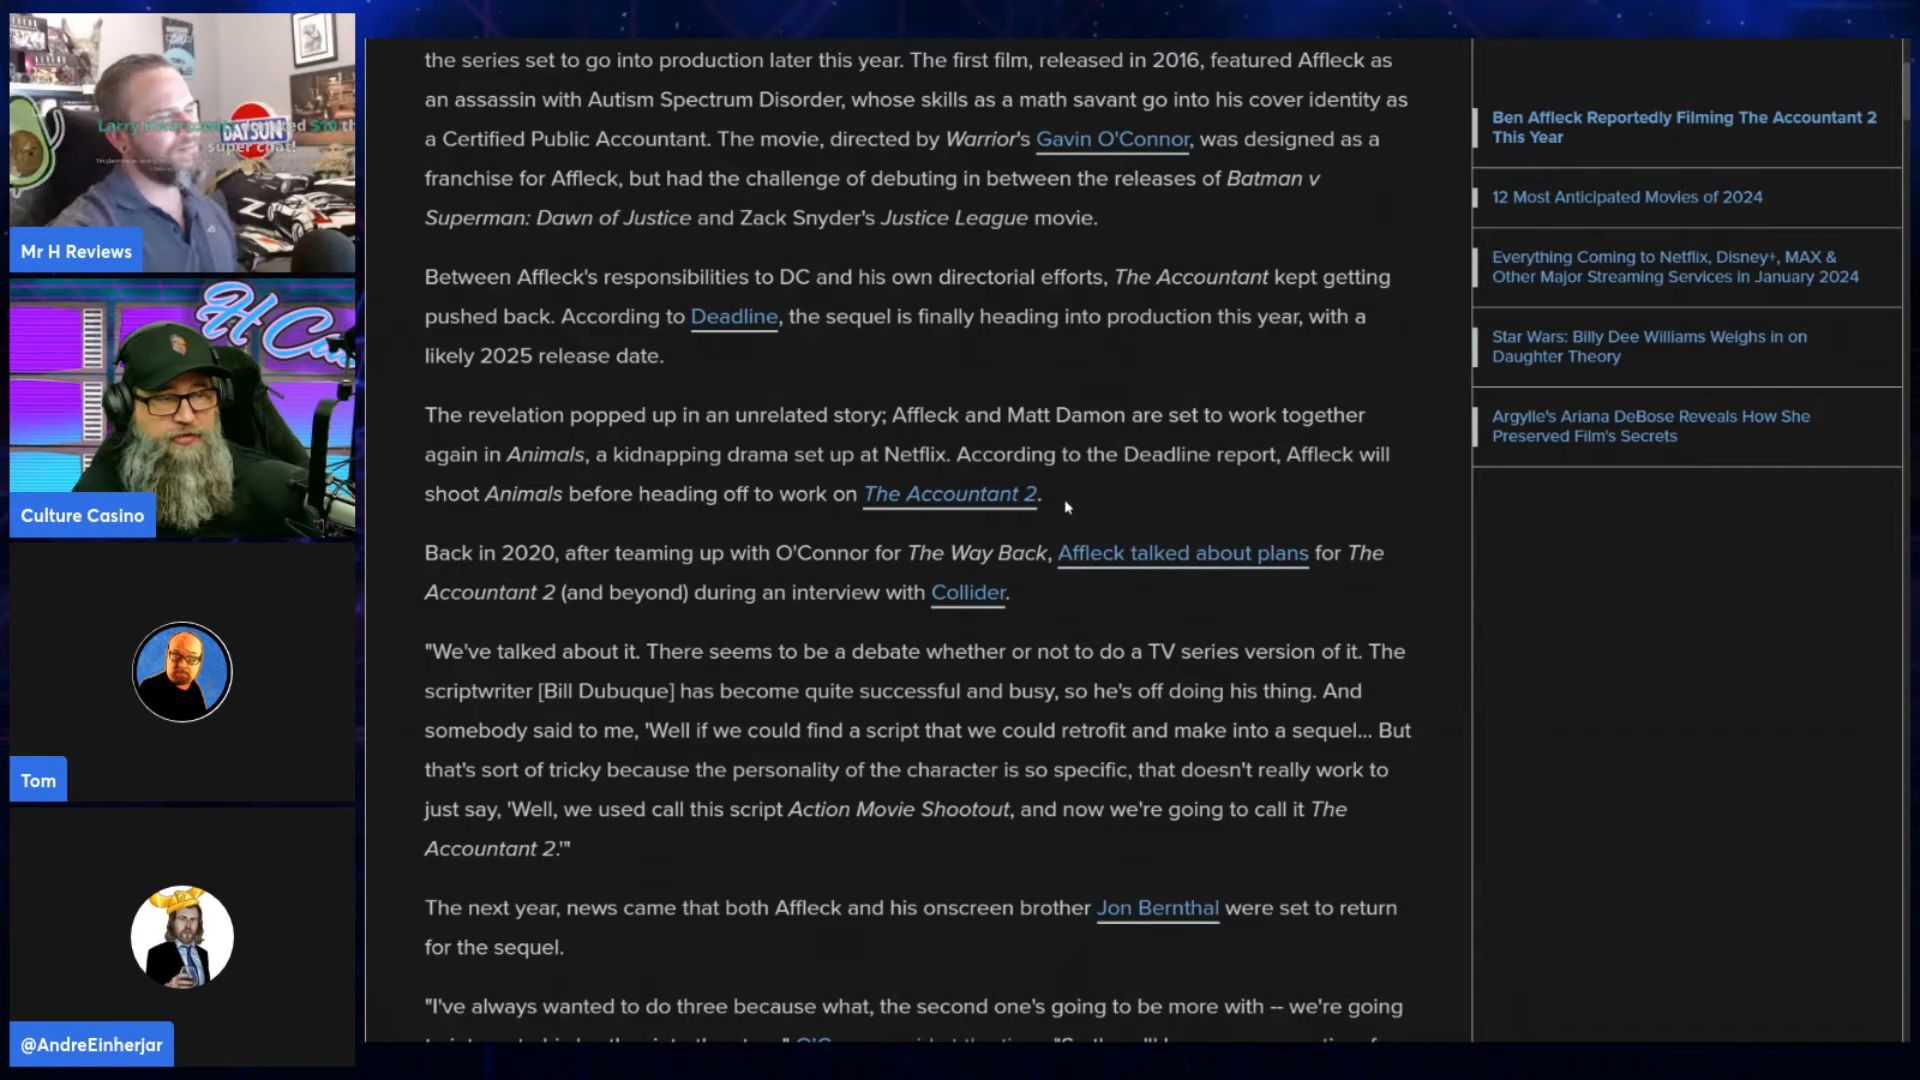 Larry
donated $10 th
super chat!
DATSUN
Z
Mr H Reviews
Culture Casino
Tom
@AndreEinherjar
the series set to go into production later this year. The first film, released in 2016, featured Affleck as
an assassin with Autism Spectrum Disorder, whose skills as a math savant go into his cover identity as
a Certified Public Accountant. The movie, directed by Warrior's Gavin O'Connor, was designed as a
franchise for Affleck, but had the challenge of debuting in between the releases of Batman v
Superman: Dawn of Justice and Zack Snyder's Justice League movie.
Between Affleck's responsibilities to DC and his own directorial efforts, The Accountant kept getting
pushed back. According to Deadline, the sequel is finally heading into production this year, with a
likely 2025 release date.
The revelation popped up in an unrelated story; Affleck and Matt Damon are set to work together
again in Animals, a kidnapping drama set up at Netflix. According to the Deadline report, Affleck will
shoot Animals before heading off to work on The Accountant 2.
Back in 2020, after teaming up with O'Connor for The Way Back, Affleck talked about plans for The
Accountant 2 (and beyond) during an interview with Collider.
"We've talked about it. There seems to be a debate whether or not to do a TV series version of it. The
scriptwriter [Bill Dubuque] has become quite successful and busy, so he's off doing his thing. And
somebody said to me, 'Well if we could find a script that we could retrofit and make into a sequel... But
that's sort of tricky because the personality of the character is so specific, that doesn't really work to
just say, 'Well, we used call this script Action Movie Shootout, and now we're going to call it The
Accountant 2.'"
The next year, news came that both Affleck and his onscreen brother Jon Bernthal were set to return
for the sequel.
"I've always wanted to do three because what, the second one's going to be more with -- we're going
Ben Affleck Reportedly Filming The Accountant 2
This Year
12 Most Anticipated Movies of 2024
Everything Coming to Netflix, Disney+, MAX &
Other Major Streaming Services in January 2024
Star Wars: Billy Dee Williams Weighs in on
Daughter Theory
Argylle's Ariana DeBose Reveals How She
Preserved Film's Secrets